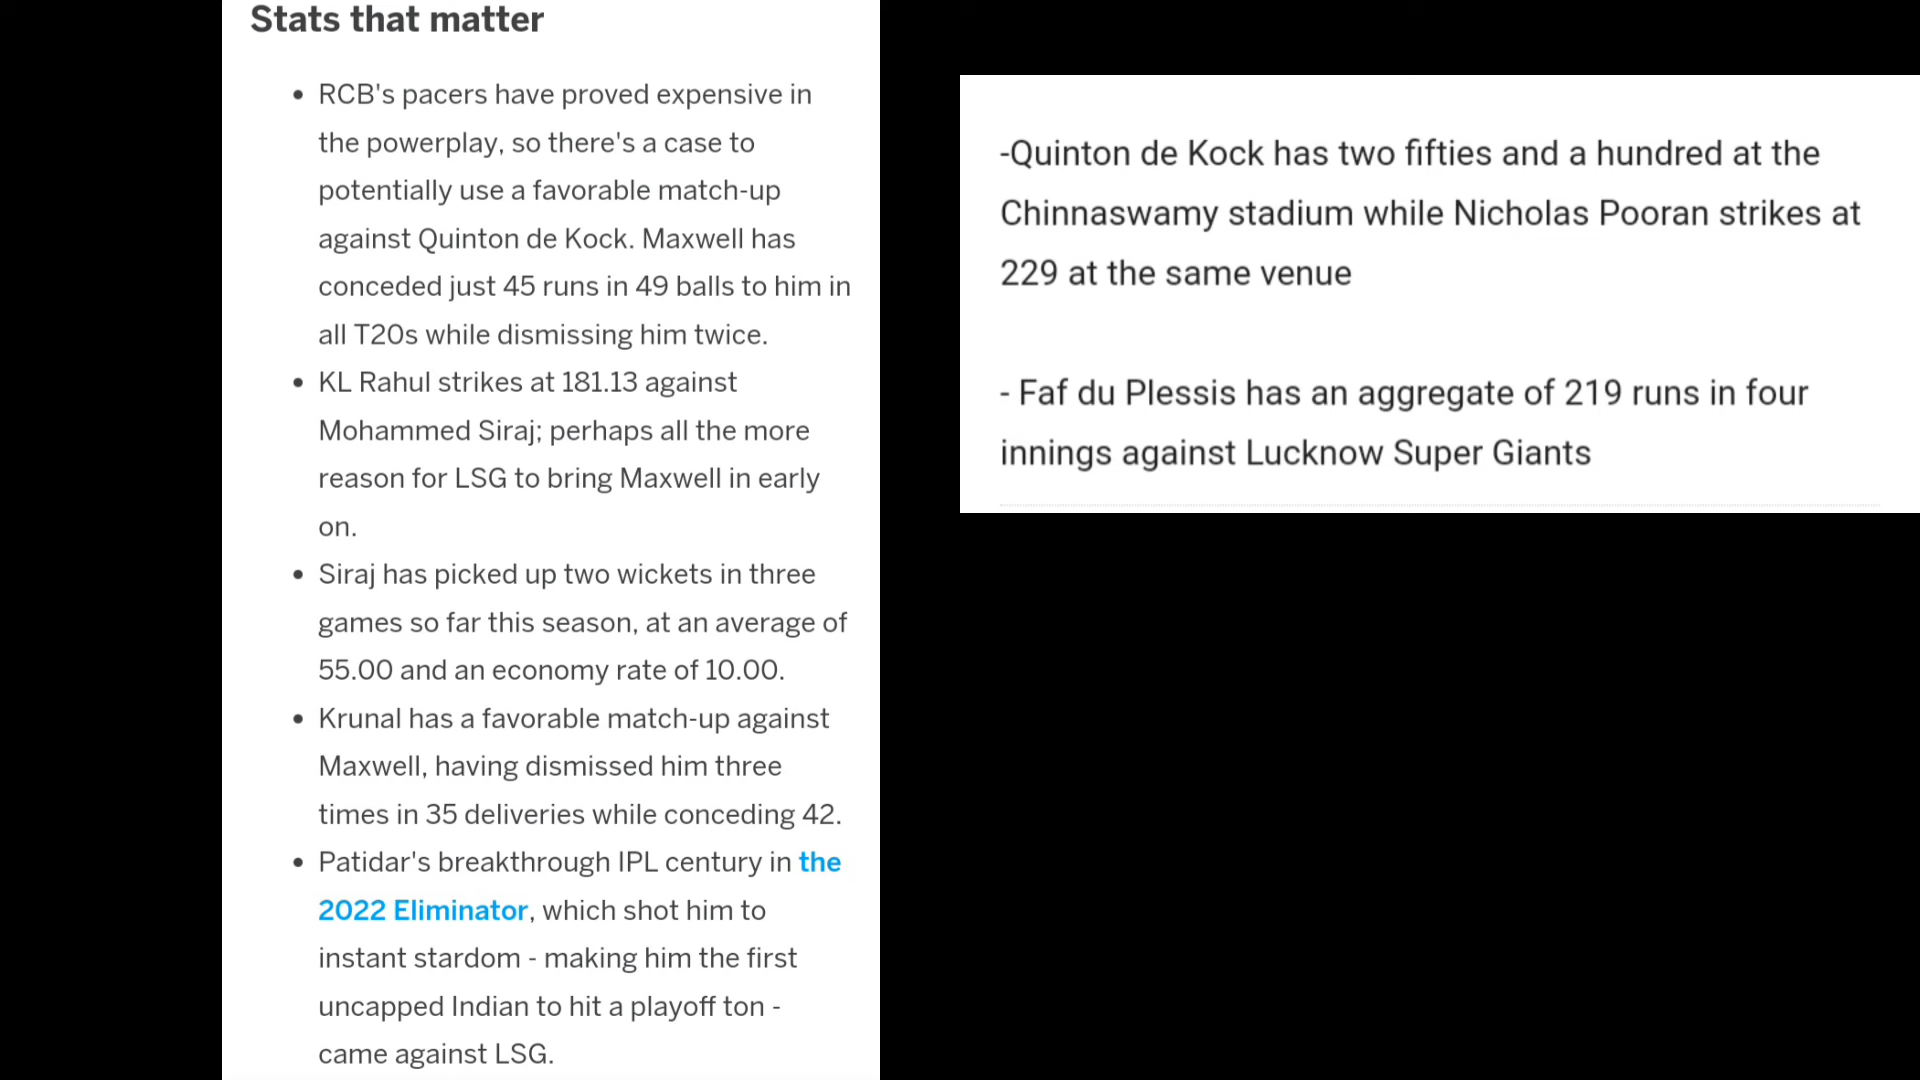 Stats that matter
• RCB's pacers have proved expensive in
the powerplay, so there's a case to
potentially use a favorable match-up
against Quinton de Kock. Maxwell has
conceded just 45 runs in 49 balls to him in
all T20s while dismissing him twice.
• KL Rahul strikes at 181.13 against
Mohammed Siraj; perhaps all the more
reason for LSG to bring Maxwell in early
on.
• Siraj has picked up two wickets in three
games so far this season, at an average of
55.00 and an economy rate of 10.00.
• Krunal has a favorable match-up against
Maxwell, having dismissed him three
times in 35 deliveries while conceding 42.
• Patidar's breakthrough IPL century in the
2022 Eliminator, which shot him to
instant stardom - making him the first
uncapped Indian to hit a playoff ton -
came against LSG.
-Quinton de Kock has two fifties and a hundred at the
Chinnaswamy stadium while Nicholas Pooran strikes at
229 at the same venue
- Faf du Plessis has an aggregate of 219 runs in four
innings against Lucknow Super Giants